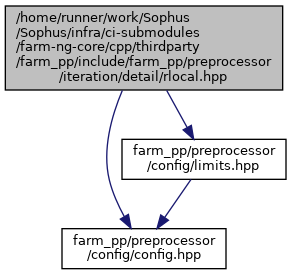 /home/runner/work/Sophus
/Sophus/infra/ci-submodules
/farm-ng-core/cpp/thirdparty
/farm_pp/include/farm_pp/preprocessor
/iteration/detail/rlocal.hpp
farm_pp/preprocessor
/config/limits.hpp
farm_pp/preprocessor
/config/config.hpp